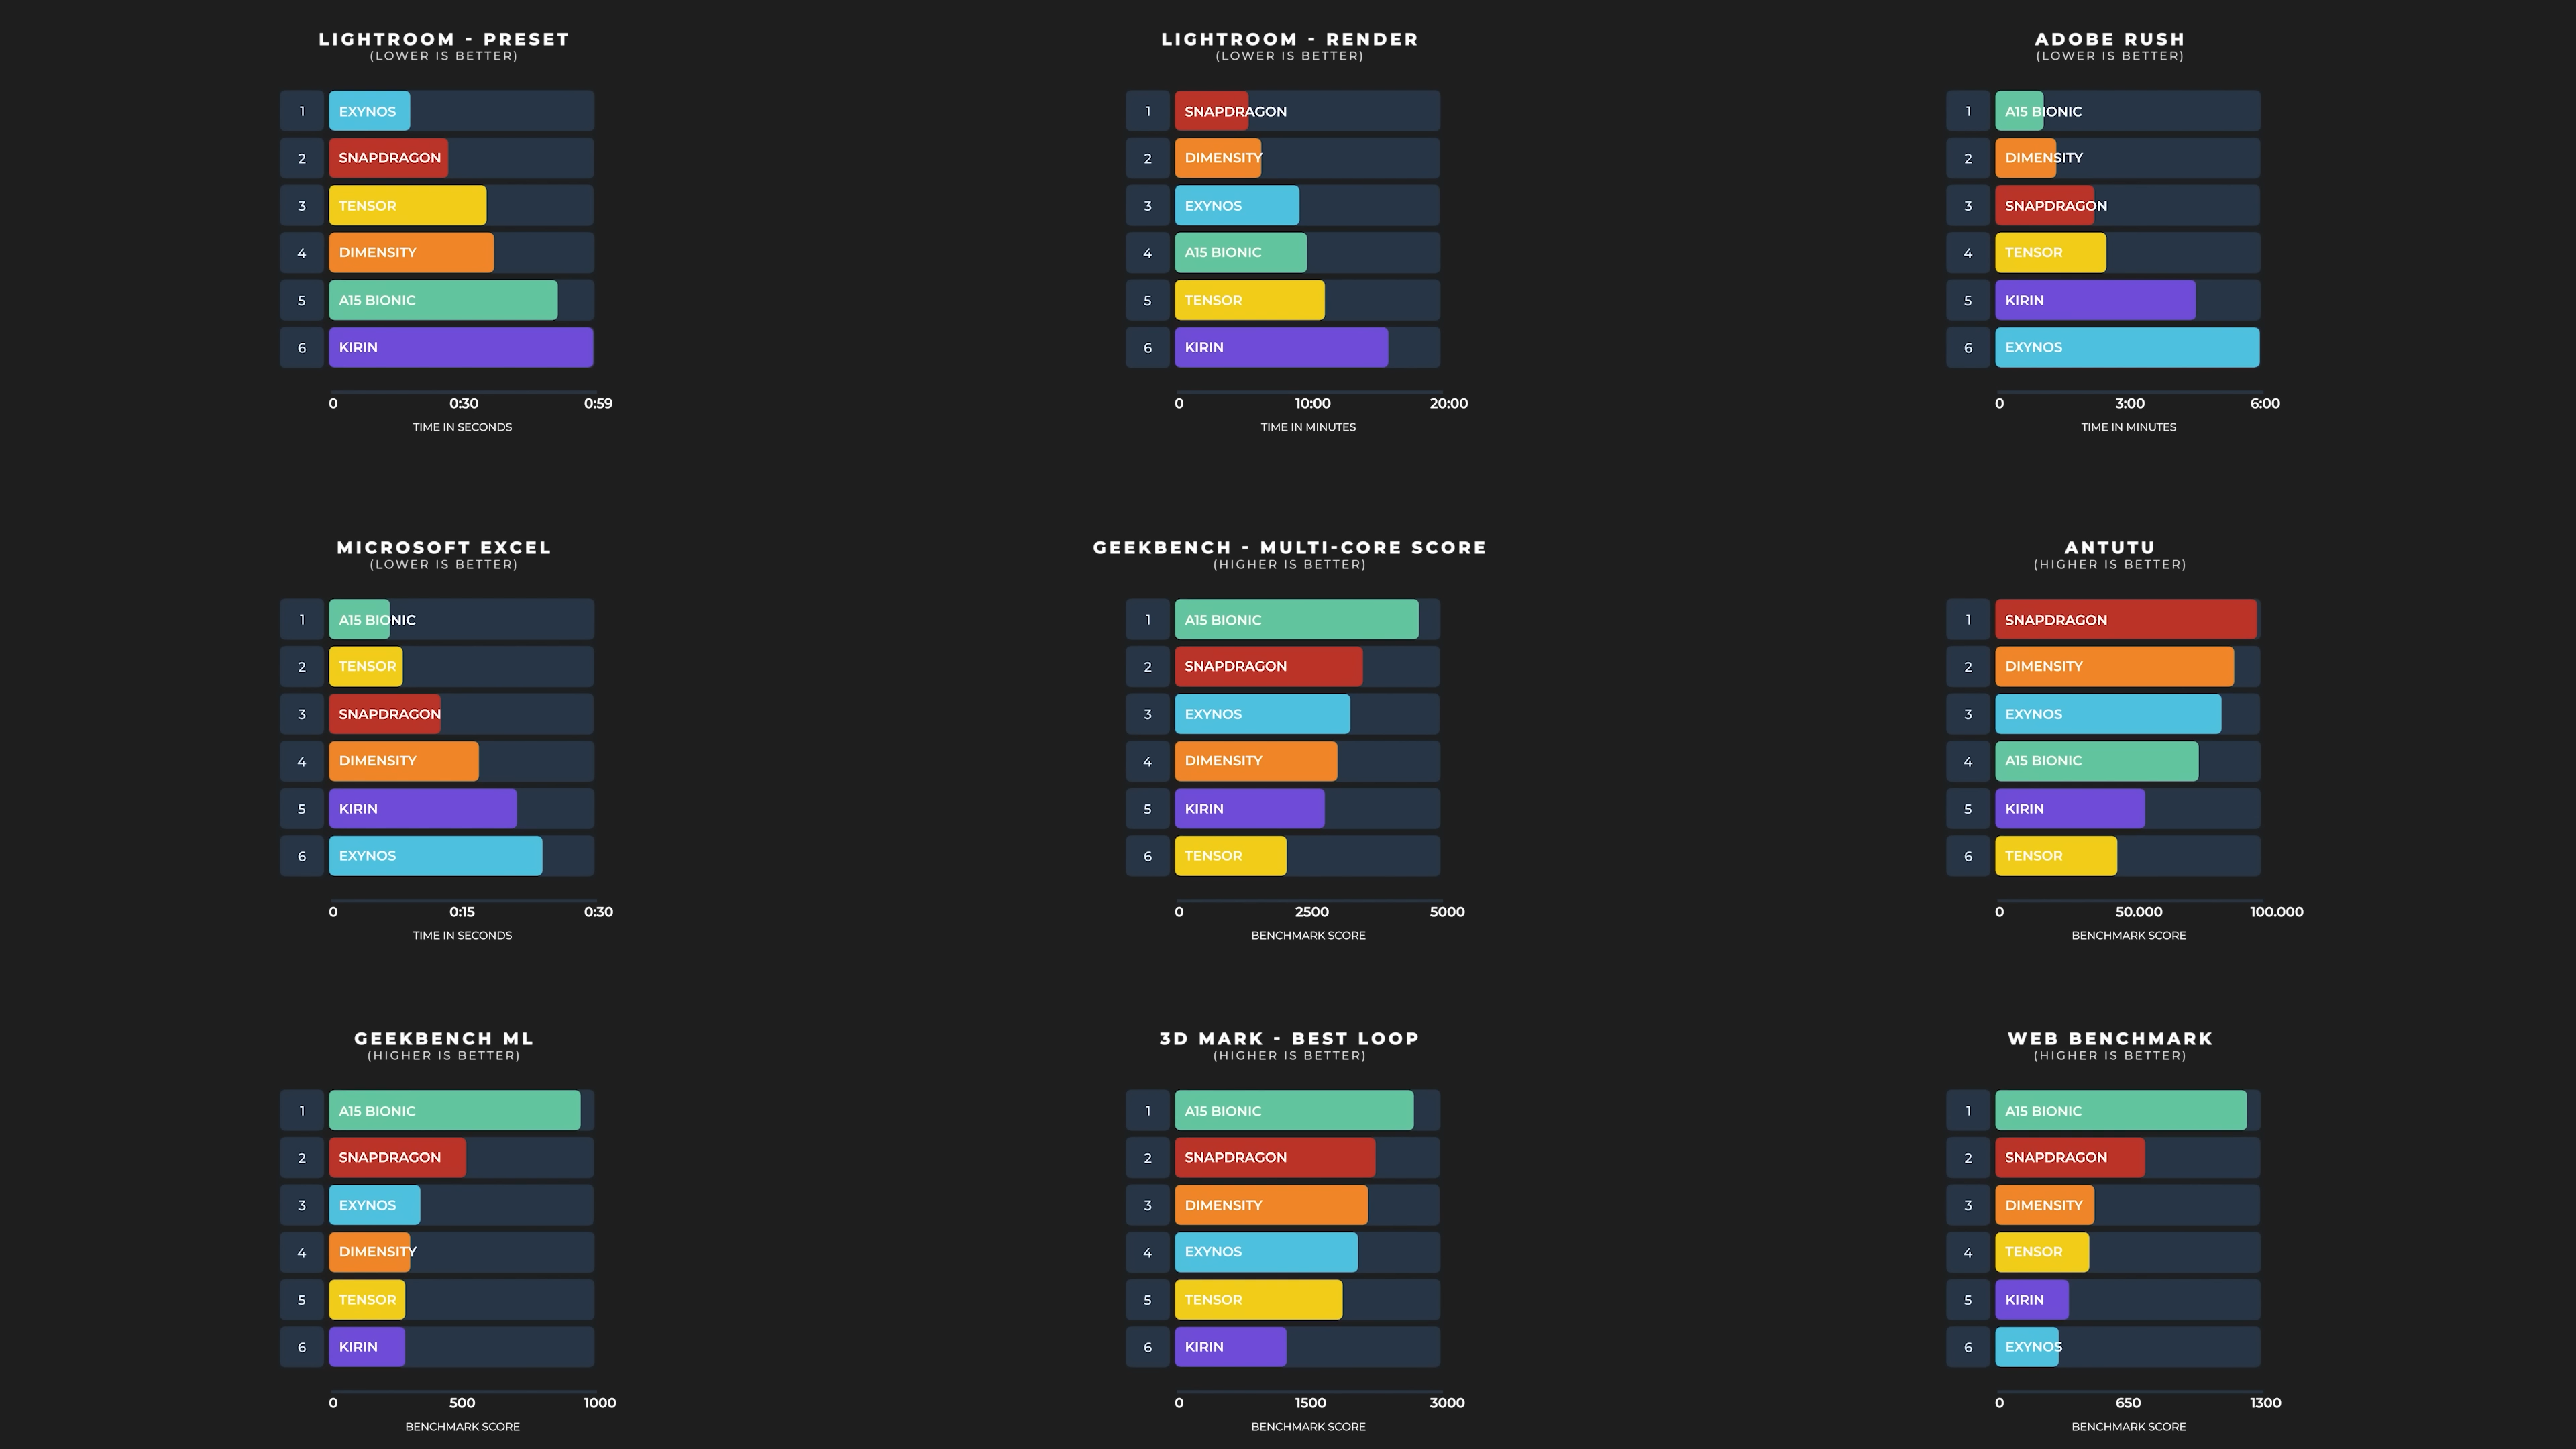 LIGHTROOM - PRESET
(LOWER IS BETTER)
1 EXYNOS
2 SNAPDRAGON
3 TENSOR
4 DIMENSITY
5 A15 BIONIC
6 KIRIN
0 0:30 0:59
TIME IN SECONDS
LIGHTROOM - RENDER
(LOWER IS BETTER)
1 SNAPDRAGON
2 DIMENSITY
3 EXYNOS
4 A15 BIONIC
5 TENSOR
6 KIRIN
0 10:00 20:00
TIME IN MINUTES
ADOBE RUSH
(LOWER IS BETTER)
1 A15 BIONIC
2 DIMENSITY
3 SNAPDRAGON
4 TENSOR
5 KIRIN
6 EXYNOS
0 3:00 6:00
TIME IN MINUTES
MICROSOFT EXCEL
(LOWER IS BETTER)
1 A15 BIONIC
2 TENSOR
3 SNAPDRAGON
4 DIMENSITY
5 KIRIN
6 EXYNOS
0 0:15 0:30
TIME IN SECONDS
GEEKBENCH - MULTI-CORE SCORE
(HIGHER IS BETTER)
1 A15 BIONIC
2 SNAPDRAGON
3 EXYNOS
4 DIMENSITY
5 KIRIN
6 TENSOR
0 2500 5000
BENCHMARK SCORE
ANTUTU
(HIGHER IS BETTER)
1 SNAPDRAGON
2 DIMENSITY
3 EXYNOS
4 A15 BIONIC
5 KIRIN
6 TENSOR
0 50.000 100.000
BENCHMARK SCORE
GEEKBENCH ML
(HIGHER IS BETTER)
1 A15 BIONIC
2 SNAPDRAGON
3 EXYNOS
4 DIMENSITY
5 TENSOR
6 KIRIN
0 500 1000
BENCHMARK SCORE
3D MARK - BEST LOOP
(HIGHER IS BETTER)
1 A15 BIONIC
2 SNAPDRAGON
3 DIMENSITY
4 EXYNOS
5 TENSOR
6 KIRIN
0 1500 3000
BENCHMARK SCORE
WEB BENCHMARK
(HIGHER IS BETTER)
1 A15 BIONIC
2 SNAPDRAGON
3 DIMENSITY
4 TENSOR
5 KIRIN
6 EXYNOS
0 650 1300
BENCHMARK SCORE